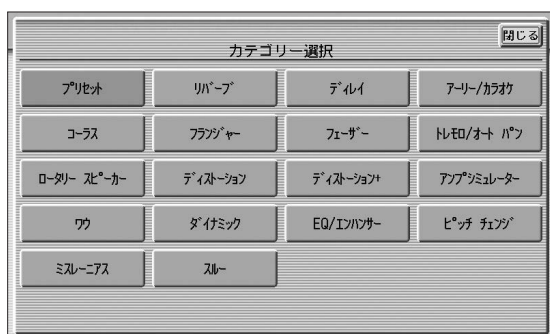 閉じる
カテゴリー選択
プリセット リバーブ ディレイ アーリー/カラオケ
コーラス フランジャー フェーザー トレモロ/オート パン
ロータリー スピーカー ディストーション ディストーション+ アンプシミュレーター
ワウ ダイナミック EQ/エンハンサー ピッチ チェンジ
ミスレーニアス スルー